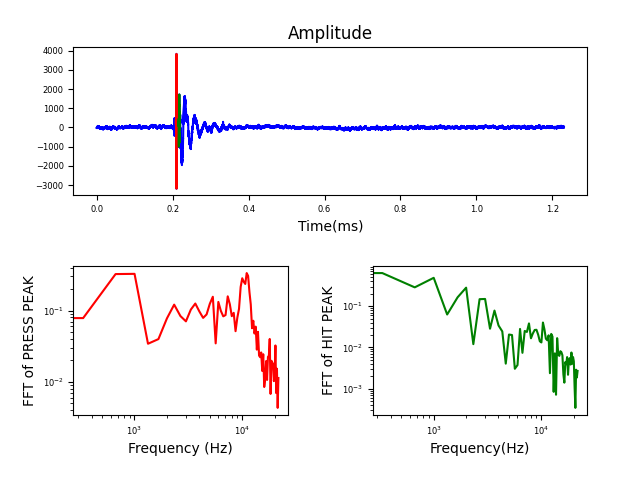 Amplitude
4000
3000
2000
1000
0
−1000
−2000
−3000
0.0 0.2 0.4 0.6 0.8 1.0 1.2
Time(ms)
FFT of PRESS PEAK
10⁻¹
10⁻²
10³ 10⁴
Frequency (Hz)
FFT of HIT PEAK
10⁻¹
10⁻²
10⁻³
10³ 10⁴
Frequency(Hz)